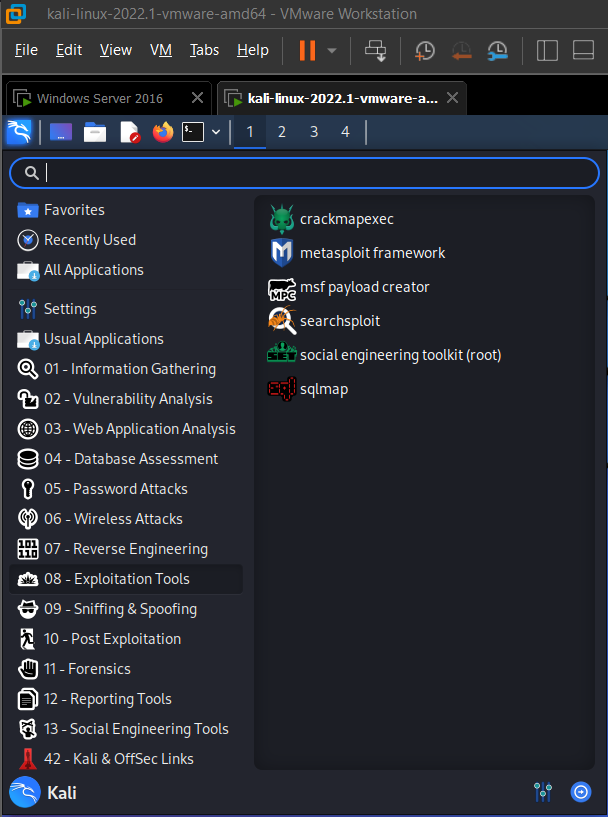 kali-linux-2022.1-vmware-amd64 - VMware Workstation
File Edit View VM Tabs Help
Windows Server 2016
kali-linux-2022.1-vmware-a...
1 2 3 4
Favorites
Recently Used
All Applications
Settings
Usual Applications
01 - Information Gathering
02 - Vulnerability Analysis
03 - Web Application Analysis
04 - Database Assessment
05 - Password Attacks
06 - Wireless Attacks
07 - Reverse Engineering
08 - Exploitation Tools
09 - Sniffing & Spoofing
10 - Post Exploitation
11 - Forensics
12 - Reporting Tools
13 - Social Engineering Tools
42 - Kali & OffSec Links
crackmapexec
metasploit framework
MPC
msf payload creator
searchsploit
SET
social engineering toolkit (root)
sql
sqlmap
Kali